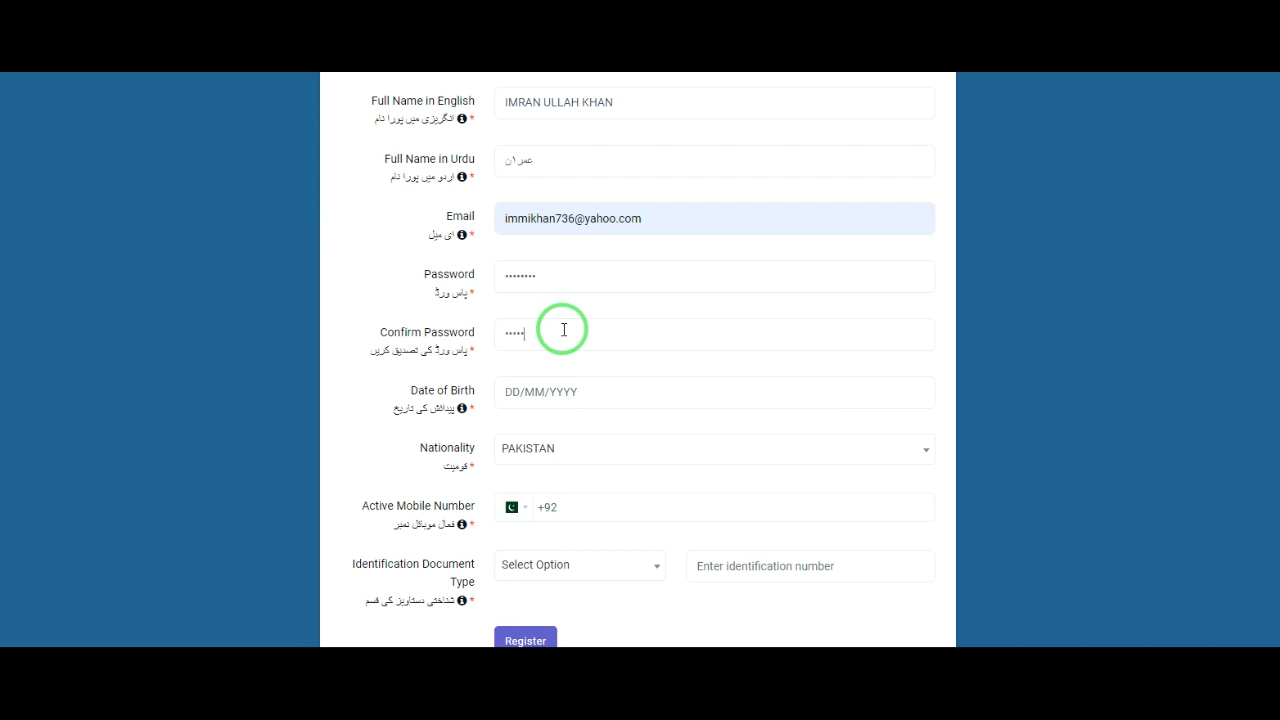 Full Name in English
انگریزی میں پورا نام *
IMRAN ULLAH KHAN
Full Name in Urdu
اردو میں پورا نام *
عمران
Email
ای میل *
immikhan736@yahoo.com
Password
پاس ورڈ *
••••••••
Confirm Password
پاس ورڈ کی تصدیق کریں *
•••••
Date of Birth
پیدائش کی تاریخ *
DD/MM/YYYY
Nationality
قومیت *
PAKISTAN
Active Mobile Number
فعال موبائل نمبر *
+92
Identification Document
Type
شناختی دستاویز کی قسم *
Select Option
Enter identification number
Register